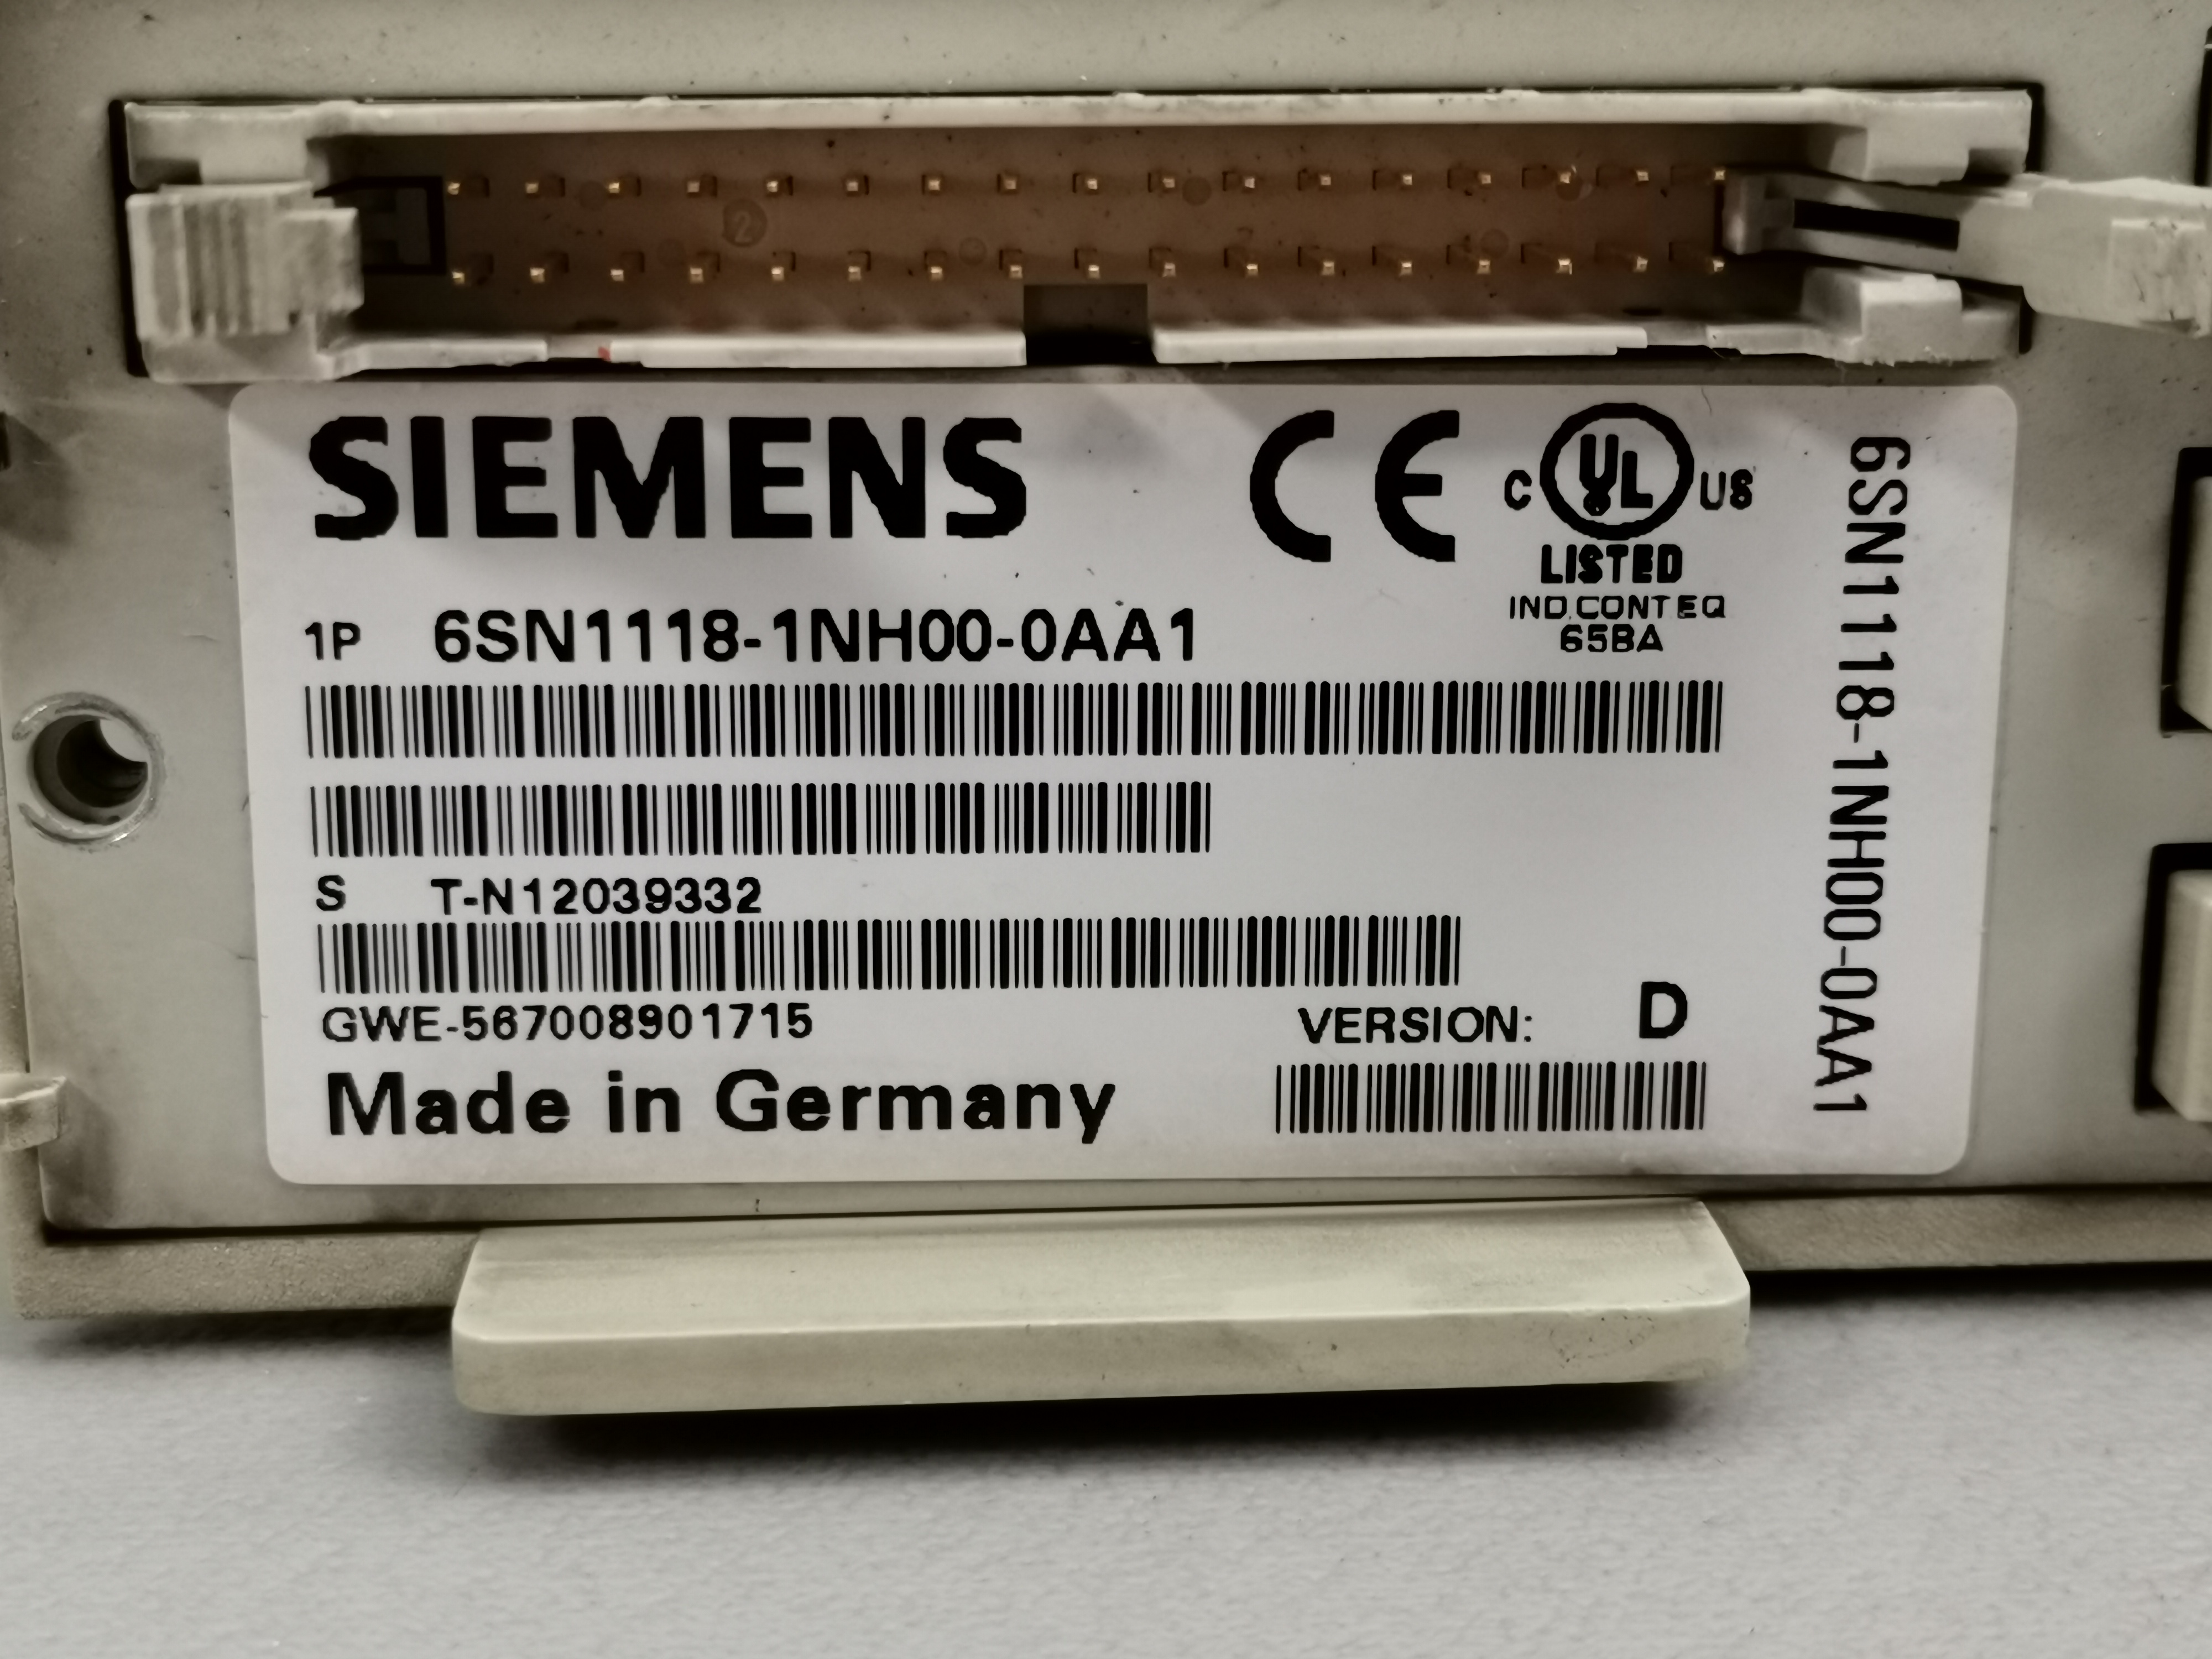 SIEMENS
CE
C UL US
LISTED
IND.CONT EQ
65BA
1P 6SN1118-1NH00-0AA1
S T-N12039332
GWE-567008901715
VERSION: D
Made in Germany
6SN1118-1NH00-0AA1
2